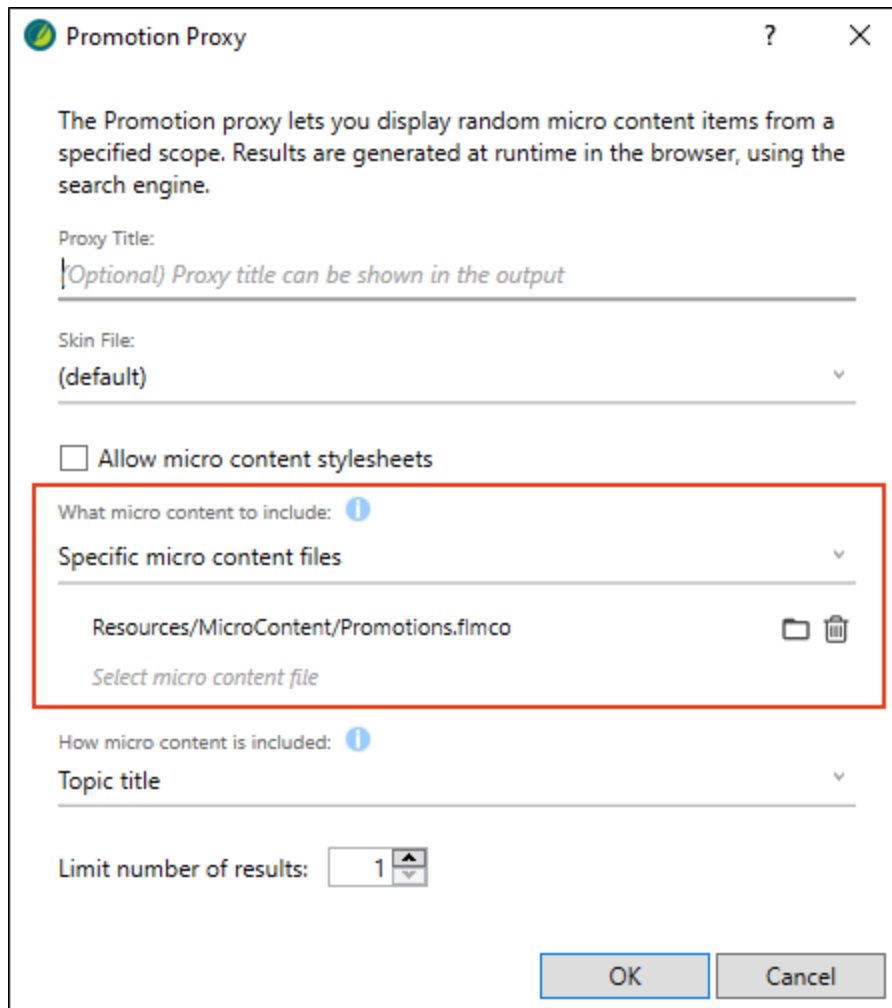 Promotion Proxy ?
The Promotion proxy lets you display random micro content items from a
specified scope. Results are generated at runtime in the browser, using the
search engine.
Proxy Title:
(Optional) Proxy title can be shown in the output
Skin File:
(default)
Allow micro content stylesheets
What micro content to include: i
Specific micro content files
Resources/MicroContent/Promotions.flmco
Select micro content file
How micro content is included: i
Topic title
Limit number of results: 1
OK Cancel